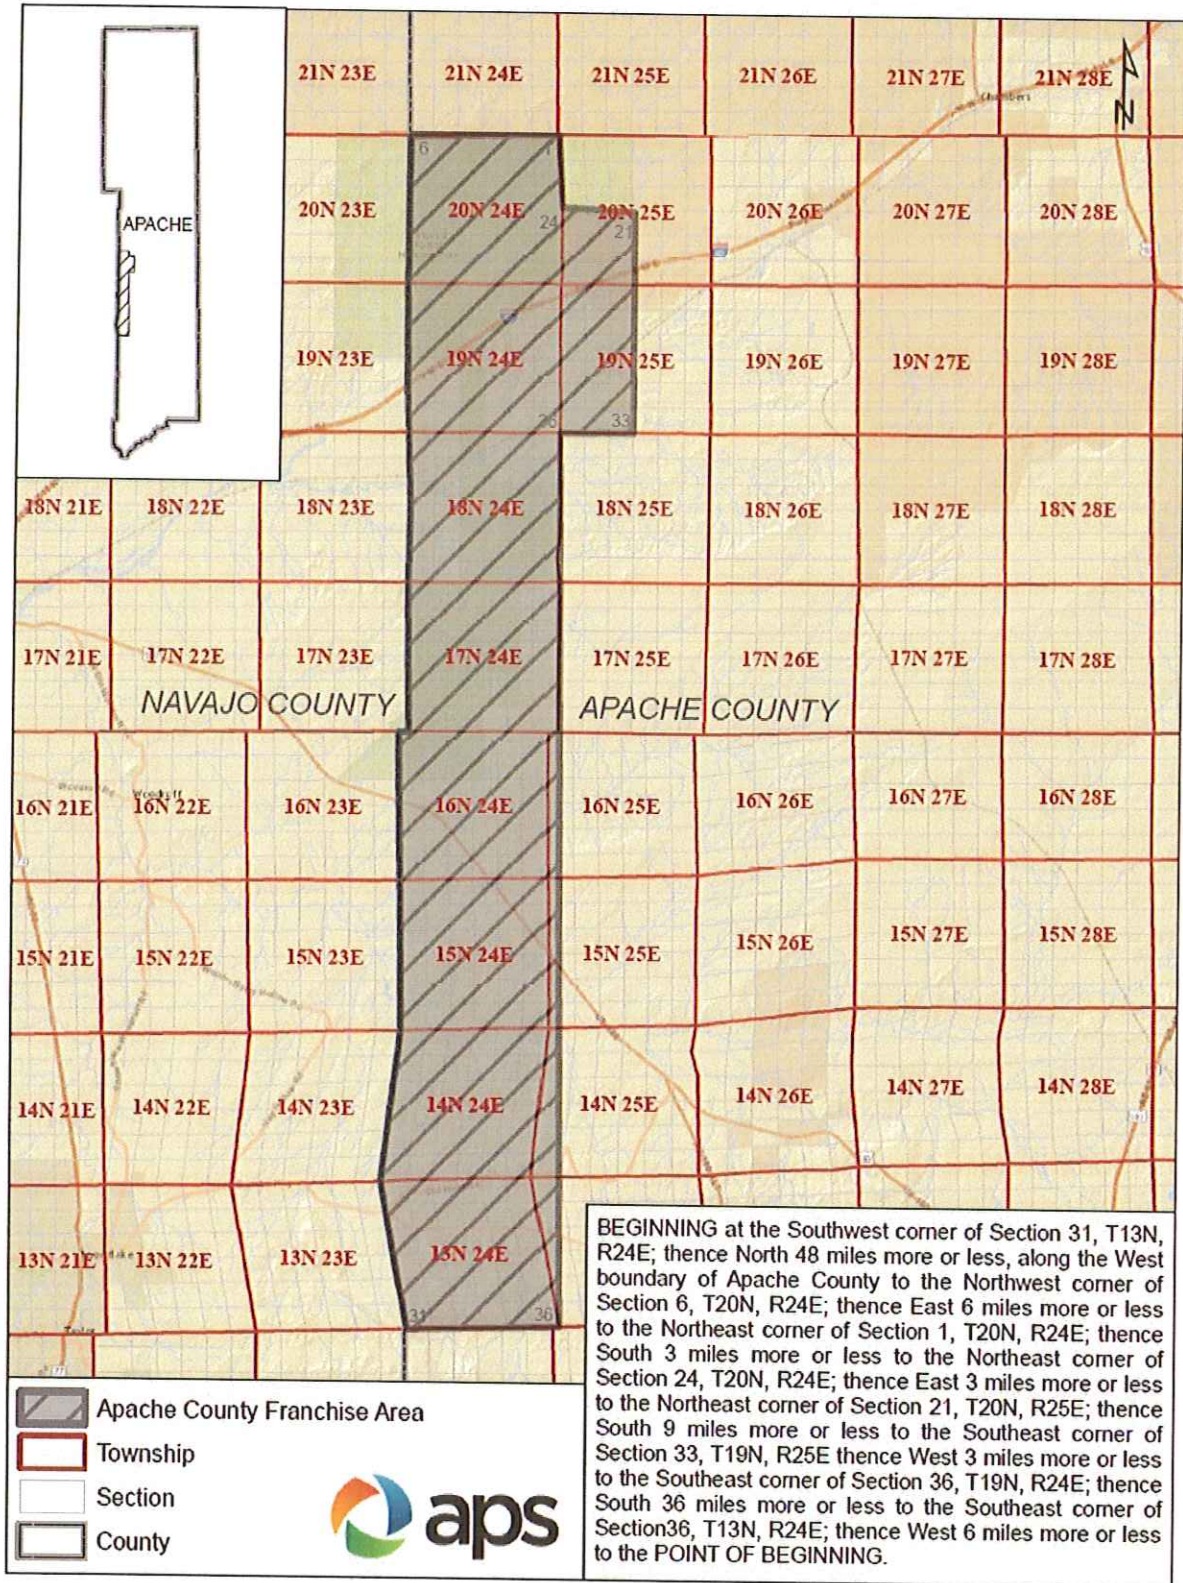 APACHE
21N 23E 21N 24E 21N 25E 21N 26E 21N 27E 21N 28E
Chambers
N
6 1
20N 23E 20N 24E 20N 25E 20N 26E 20N 27E 20N 28E
24 21
19N 23E 19N 24E 19N 25E 19N 26E 19N 27E 19N 28E
36 33
18N 21E 18N 22E 18N 23E 18N 24E 18N 25E 18N 26E 18N 27E 18N 28E
17N 21E 17N 22E 17N 23E 17N 24E 17N 25E 17N 26E 17N 27E 17N 28E
NAVAJO COUNTY APACHE COUNTY
Woodruff
16N 21E 16N 22E 16N 23E 16N 24E 16N 25E 16N 26E 16N 27E 16N 28E
15N 21E 15N 22E 15N 23E 15N 24E 15N 25E 15N 26E 15N 27E 15N 28E
14N 21E 14N 22E 14N 23E 14N 24E 14N 25E 14N 26E 14N 27E 14N 28E
13N 21E 13N 22E 13N 23E 13N 24E
31 36
Taylor
77
BEGINNING at the Southwest corner of Section 31, T13N,
R24E; thence North 48 miles more or less, along the West
boundary of Apache County to the Northwest corner of
Section 6, T20N, R24E; thence East 6 miles more or less
to the Northeast corner of Section 1, T20N, R24E; thence
South 3 miles more or less to the Northeast corner of
Section 24, T20N, R24E; thence East 3 miles more or less
to the Northeast corner of Section 21, T20N, R25E; thence
South 9 miles more or less to the Southeast corner of
Section 33, T19N, R25E thence West 3 miles more or less
to the Southeast corner of Section 36, T19N, R24E; thence
South 36 miles more or less to the Southeast corner of
Section36, T13N, R24E; thence West 6 miles more or less
to the POINT OF BEGINNING.
Apache County Franchise Area
Township
Section
County
aps